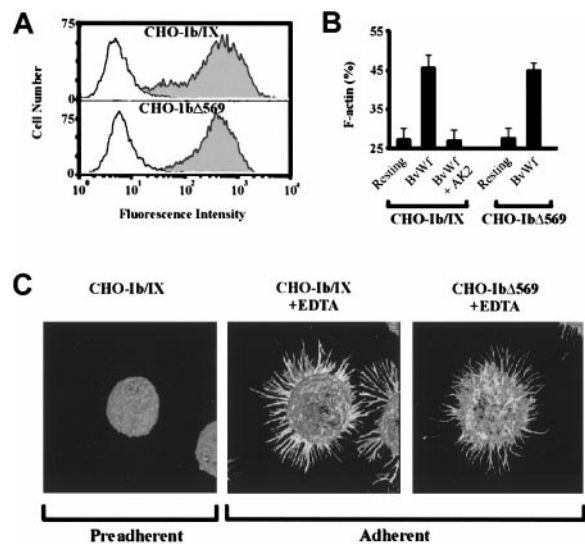 A
75
CHO-Ib/IX
0
75
CHO-1bΔ569
0
Cell Number
10⁰ 10¹ 10² 10³ 10⁴
Fluorescence Intensity
B
F-actin (%)
55
45
35
25
Resting
BvWf
BvWf + AK2
Resting
BvWf
CHO-Ib/IX CHO-IbΔ569
C
CHO-Ib/IX
CHO-Ib/IX
+EDTA
CHO-IbΔ569
+EDTA
Preadherent Adherent